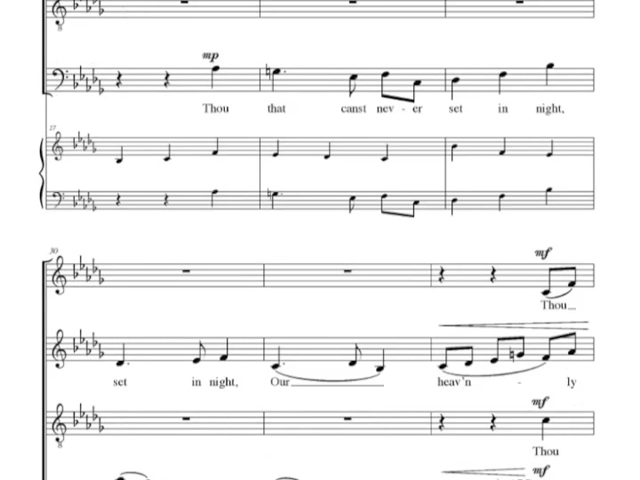 mp
Thou that canst nev - er set in night,
27
30
mf
Thou
set in night, Our heav'n - ly
mf
Thou
mf